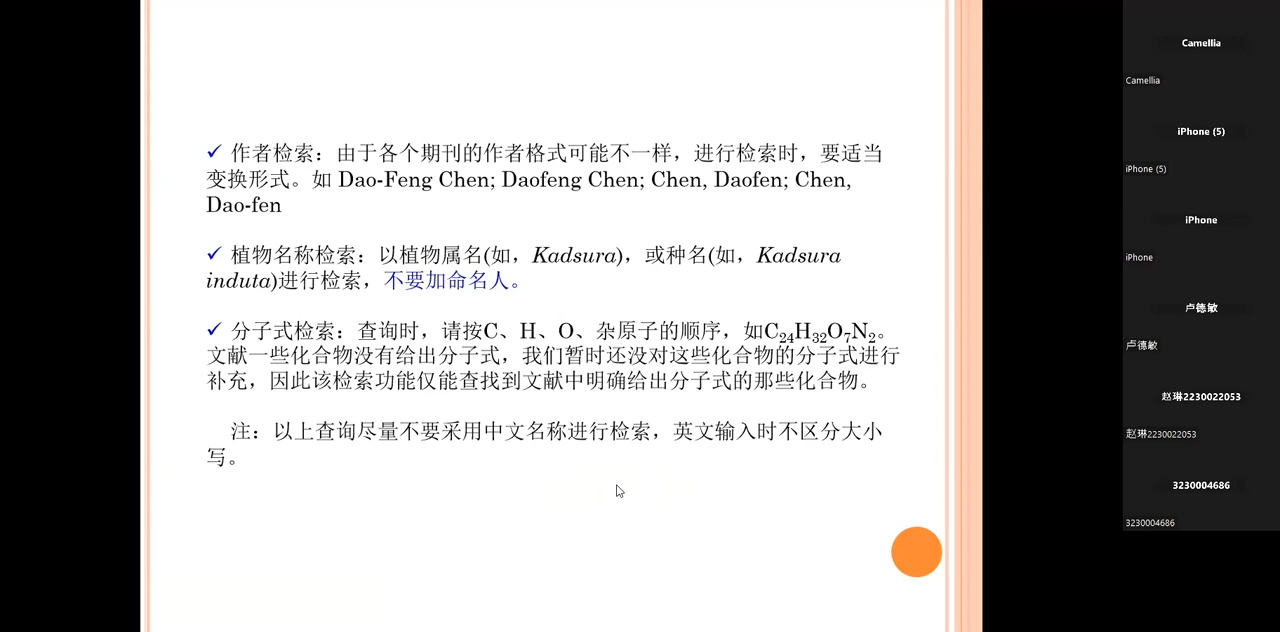 ✓ 作者检索：由于各个期刊的作者格式可能不一样，进行检索时，要适当
变换形式。如 Dao-Feng Chen; Daofeng Chen; Chen, Daofen; Chen,
Dao-fen
✓ 植物名称检索：以植物属名(如，Kadsura)，或种名(如，Kadsura
induta)进行检索，不要加命名人。
✓ 分子式检索：查询时，请按C、H、O、杂原子的顺序，如C₂₄H₃₂O₇N₂。
文献一些化合物没有给出分子式，我们暂时还没对这些化合物的分子式进行
补充，因此该检索功能仅能查找到文献中明确给出分子式的那些化合物。
注：以上查询尽量不要采用中文名称进行检索，英文输入时不区分大小
写。
Camellia
Camellia
iPhone (5)
iPhone (5)
iPhone
iPhone
卢德敏
卢德敏
赵琳2230022053
赵琳2230022053
3230004686
3230004686